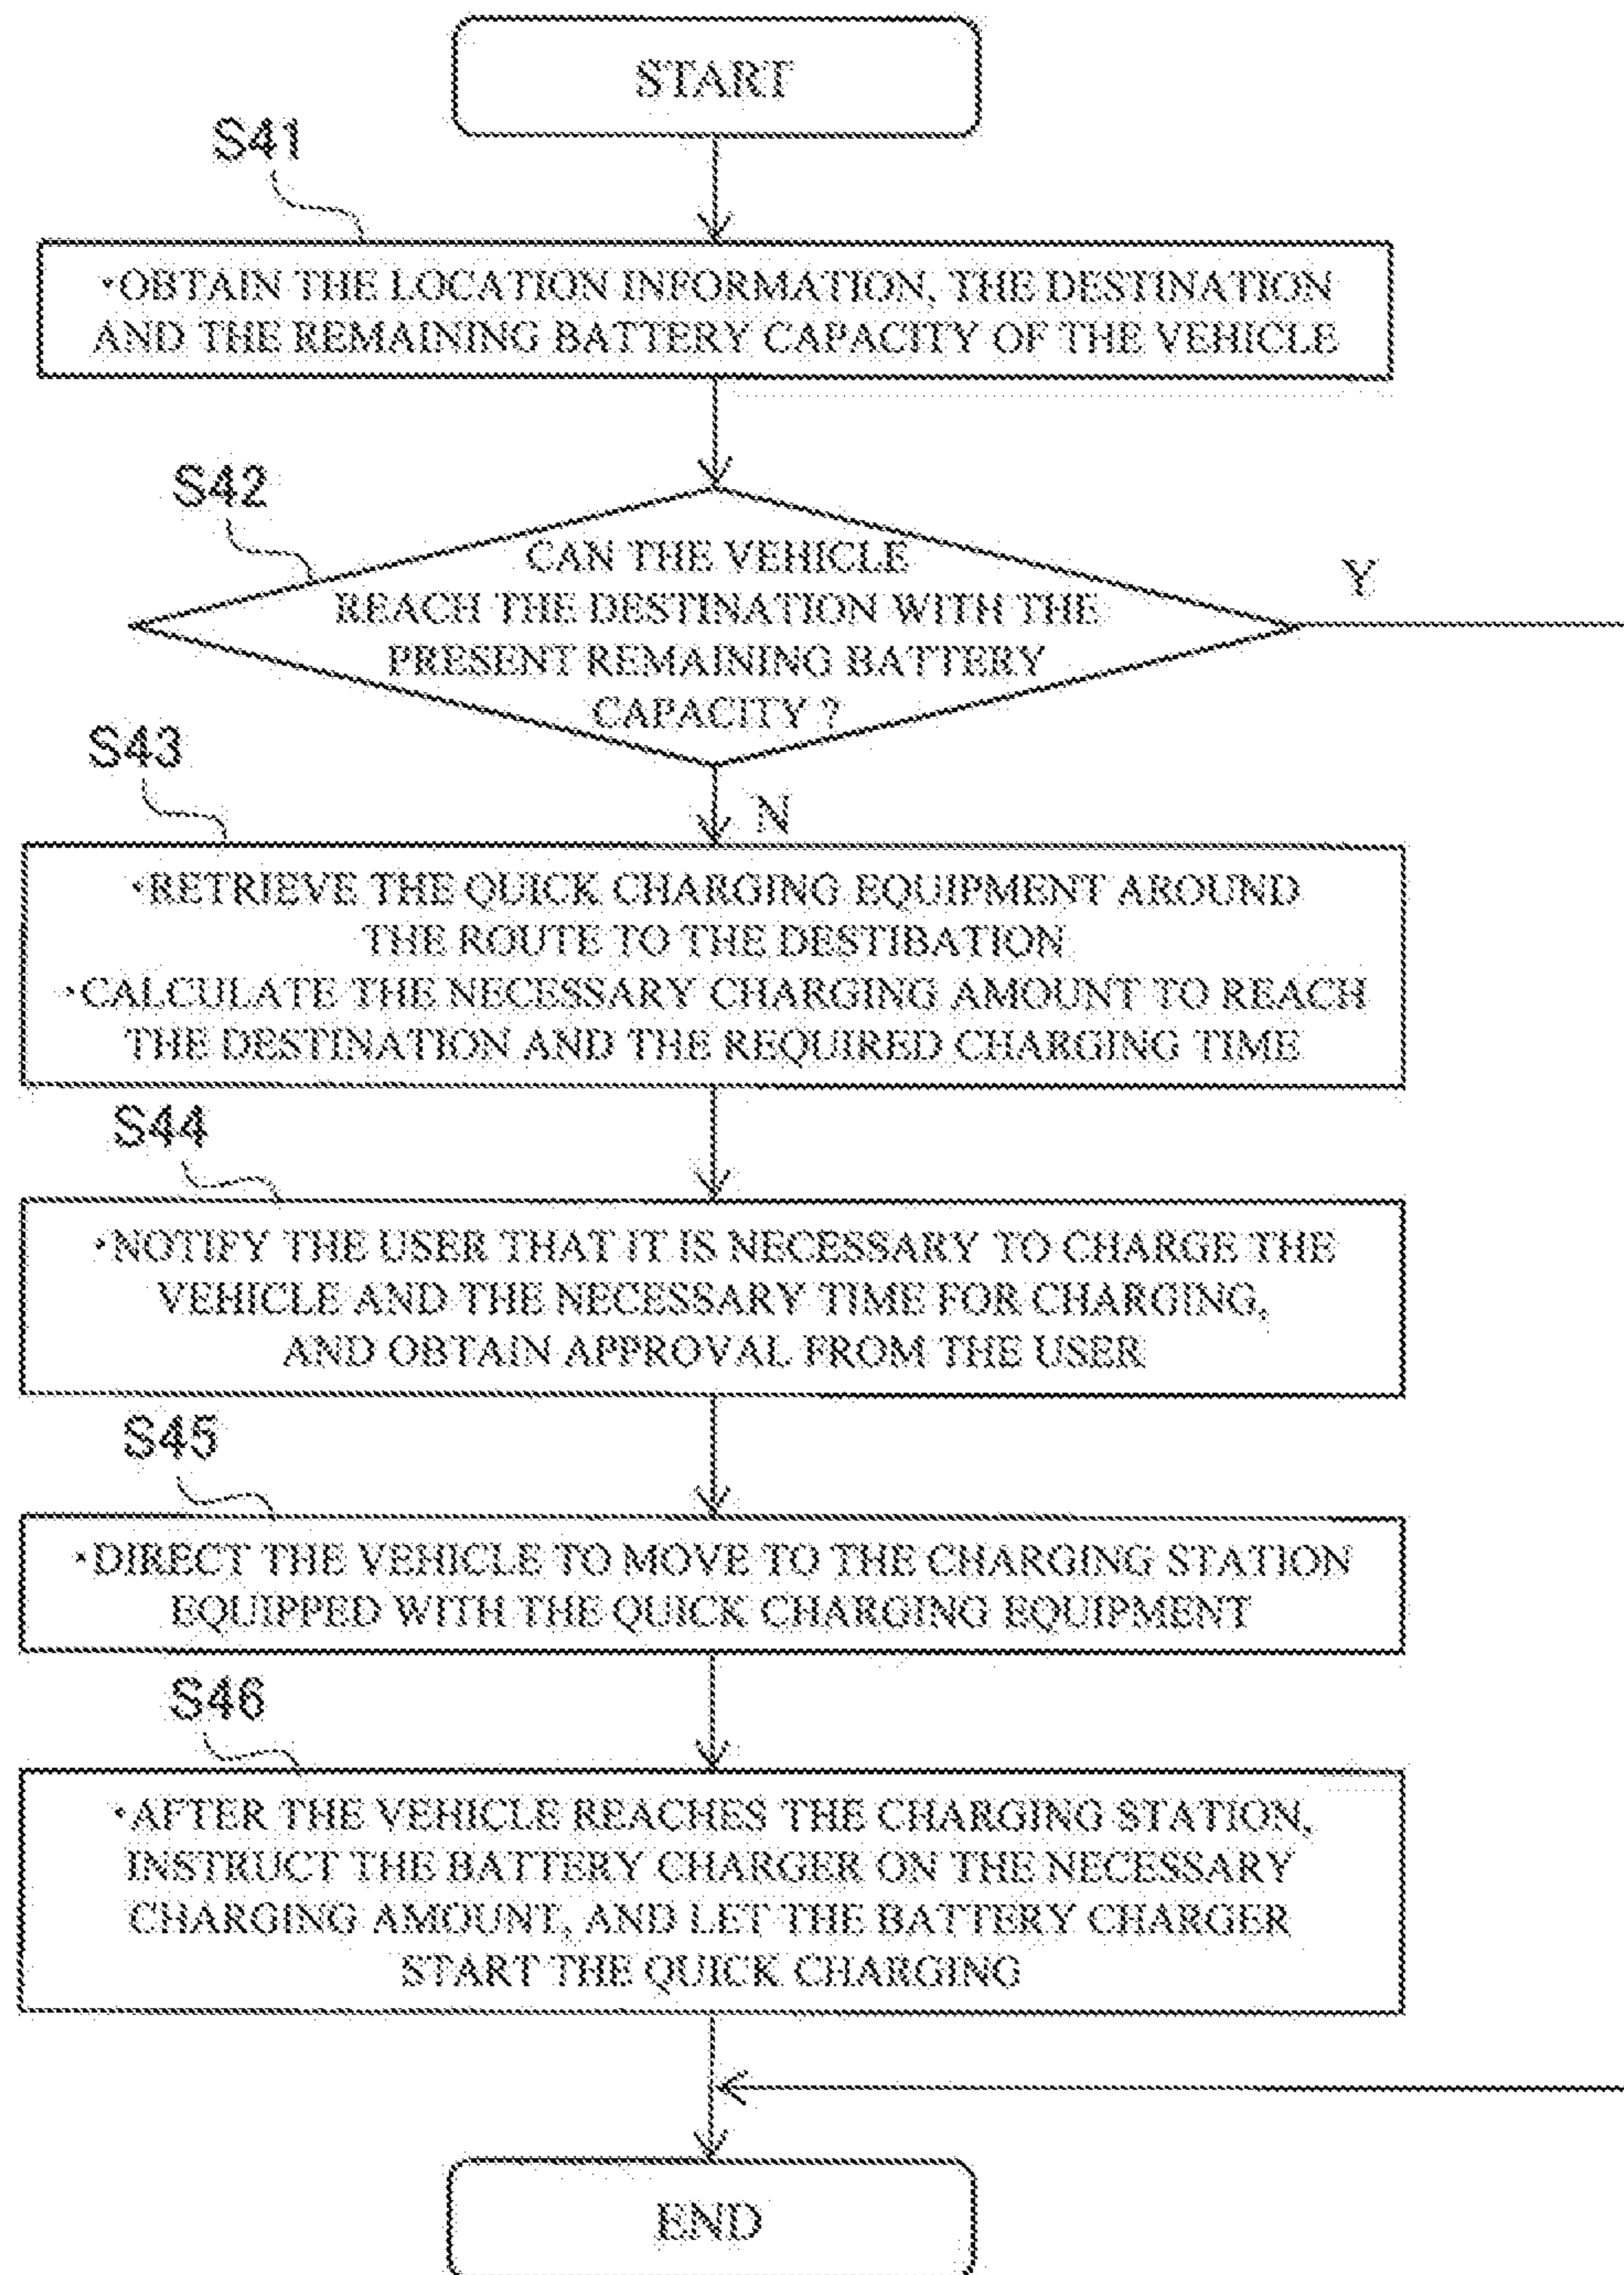 START
S41
・OBTAIN THE LOCATION INFORMATION, THE DESTINATION
AND THE REMAINING BATTERY CAPACITY OF THE VEHICLE
S42
CAN THE VEHICLE
REACH THE DESTINATION WITH THE
PRESENT REMAINING BATTERY
CAPACITY ?
Y
N
S43
・RETRIEVE THE QUICK CHARGING EQUIPMENT AROUND
THE ROUTE TO THE DESTIBATION
・CALCULATE THE NECESSARY CHARGING AMOUNT TO REACH
THE DESTINATION AND THE REQUIRED CHARGING TIME
S44
・NOTIFY THE USER THAT IT IS NECESSARY TO CHARGE THE
VEHICLE AND THE NECESSARY TIME FOR CHARGING,
AND OBTAIN APPROVAL FROM THE USER
S45
・DIRECT THE VEHICLE TO MOVE TO THE CHARGING STATION
EQUIPPED WITH THE QUICK CHARGING EQUIPMENT
S46
・AFTER THE VEHICLE REACHES THE CHARGING STATION,
INSTRUCT THE BATTERY CHARGER ON THE NECESSARY
CHARGING AMOUNT, AND LET THE BATTERY CHARGER
START THE QUICK CHARGING
END